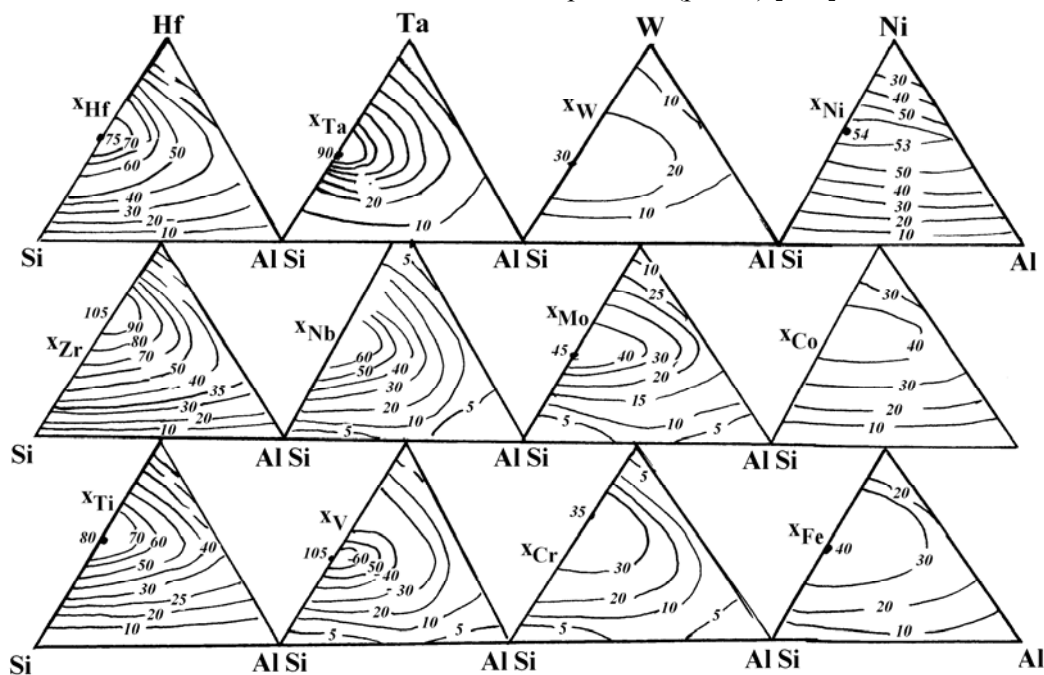 Hf Ta W Ni
xHf xTa xW xNi
75 70 60 50 40 30 20 10
90 20 10
10 30 20 10
30 40 50 54 53 50 40 30 20 10
Si Al Si Al Si Al Si Al
xZr xNb xMo xCo
105 90 80 70 50 40 35 30 20 10
5 60 50 40 30 20 10 5 5
10 25 45 40 30 20 15 10 5 5
30 40 30 20 10
Si Al Si Al Si Al Si
xTi xV xCr xFe
80 70 60 50 40 30 25 20 10
105 60 50 40 30 20 10 5 5
5 35 30 20 10 5 5
20 40 30 20 10
Si Al Si Al Si Al Si Al